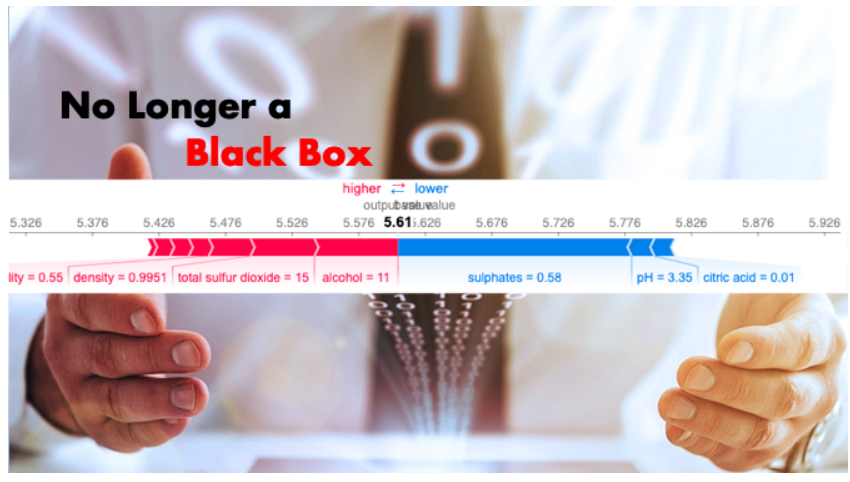 No Longer a
Black Box
higher ⇄ lower
output value base value
5.326 5.376 5.426 5.476 5.526 5.576 5.61 5.626 5.676 5.726 5.776 5.826 5.876 5.926
lity = 0.55 density = 0.9951 total sulfur dioxide = 15 alcohol = 11 sulphates = 0.58 pH = 3.35 citric acid = 0.01